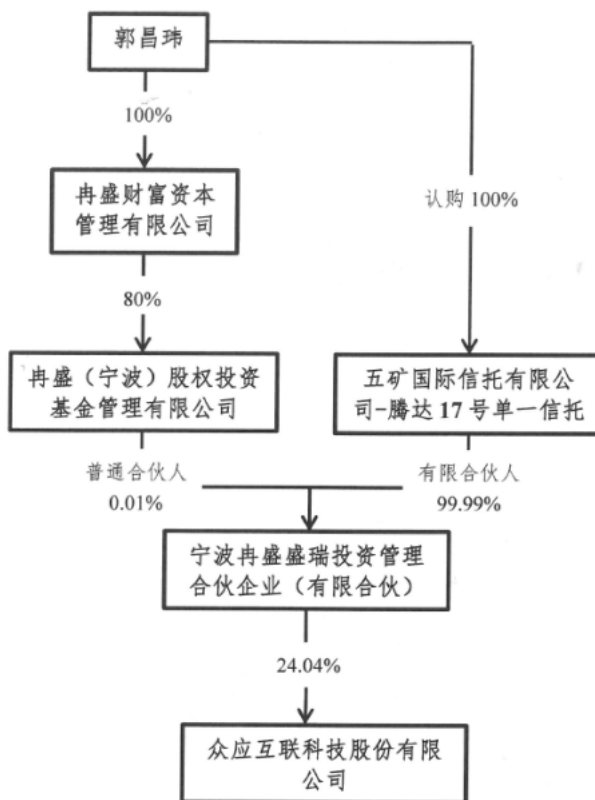 郭昌玮
100%
冉盛财富资本
管理有限公司
认购 100%
80%
冉盛（宁波）股权投资
基金管理有限公司
五矿国际信托有限公
司-腾达 17 号单一信托
普通合伙人
0.01%
有限合伙人
99.99%
宁波冉盛盛瑞投资管理
合伙企业（有限合伙）
24.04%
众应互联科技股份有限
公司